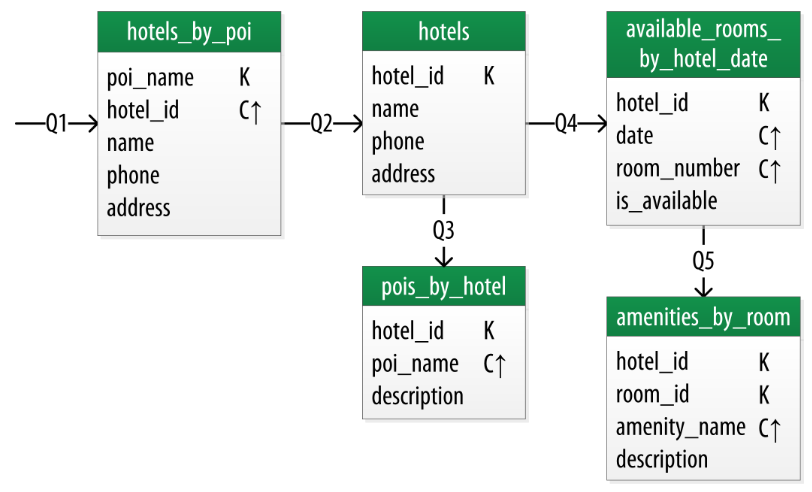 Q1
hotels_by_poi
poi_name K
hotel_id C↑
name
phone
address
Q2
hotels
hotel_id K
name
phone
address
Q3
pois_by_hotel
hotel_id K
poi_name C↑
description
Q4
available_rooms_
by_hotel_date
hotel_id K
date C↑
room_number C↑
is_available
Q5
amenities_by_room
hotel_id K
room_id K
amenity_name C↑
description